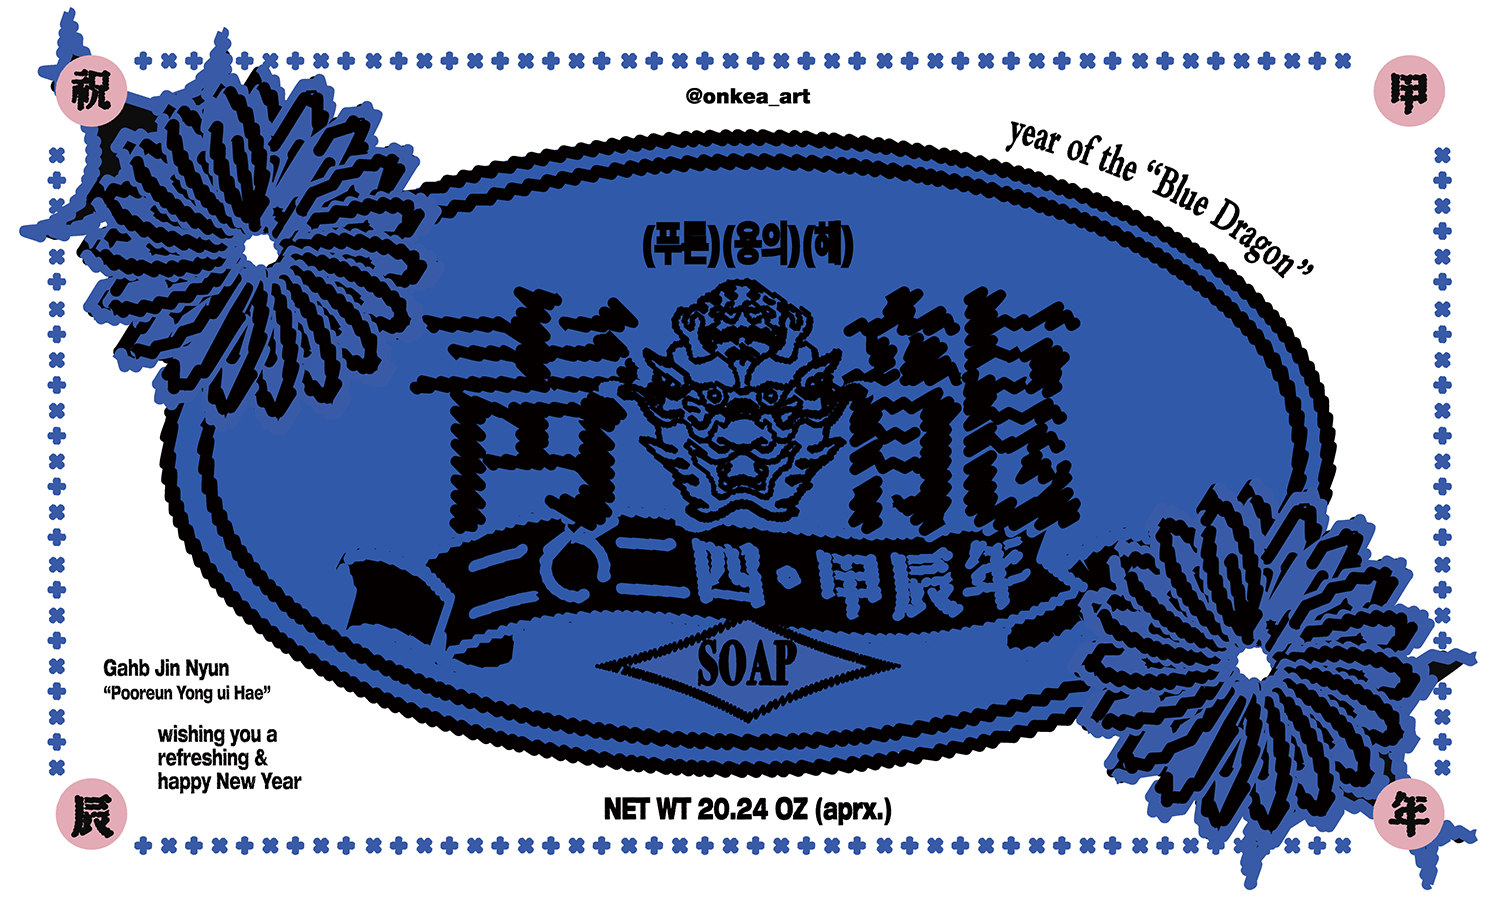 祝
甲
@onkea_art
year of the “Blue Dragon”
(푸른)(용의)(해)
青龍
二〇二四·甲辰年
SOAP
Gahb Jin Nyun
“Pooreun Yong ui Hae”
wishing you a
refreshing &
happy New Year
NET WT 20.24 OZ (aprx.)
辰
年